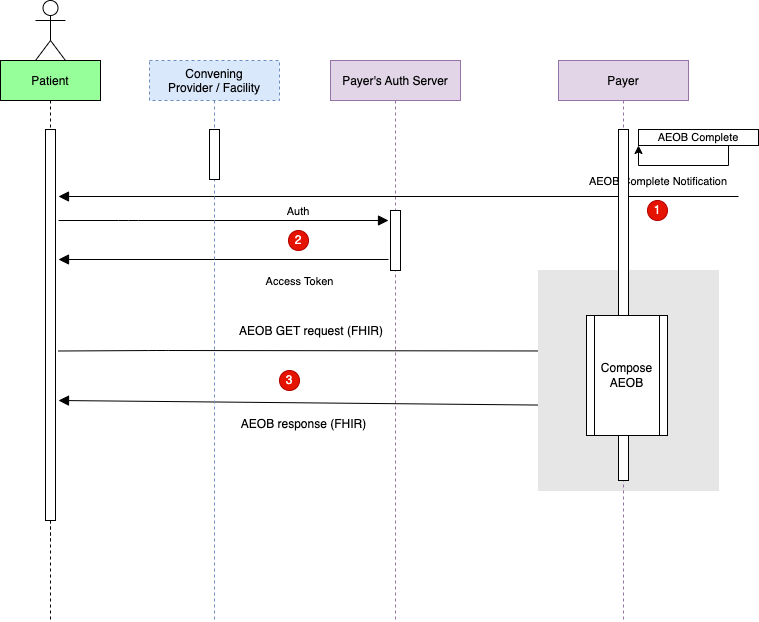 Patient
Convening
Provider / Facility
Payer's Auth Server
Payer
AEOB Complete
AEOB Complete Notification
1
Auth
2
Access Token
AEOB GET request (FHIR)
Compose
AEOB
3
AEOB response (FHIR)